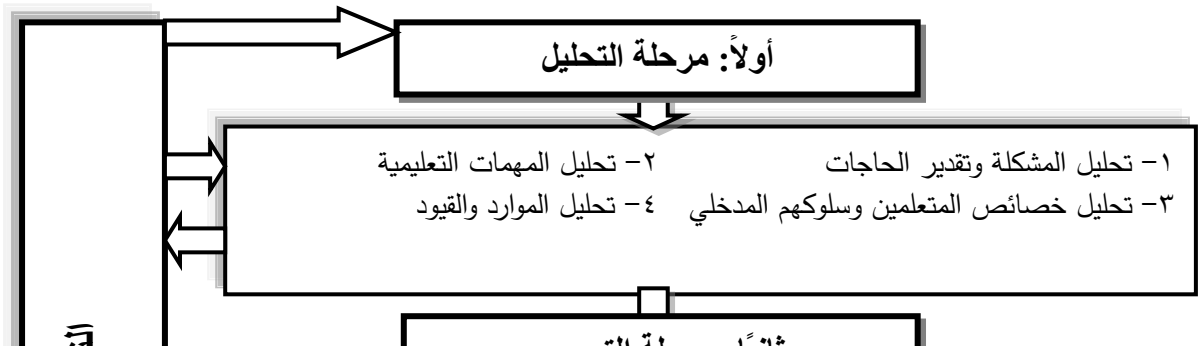 أولاً: مرحلة التحليل
١- تحليل المشكلة وتقدير الحاجات ٢- تحليل المهمات التعليمية
٣- تحليل خصائص المتعلمين وسلوكهم المدخلي ٤- تحليل الموارد والقيود